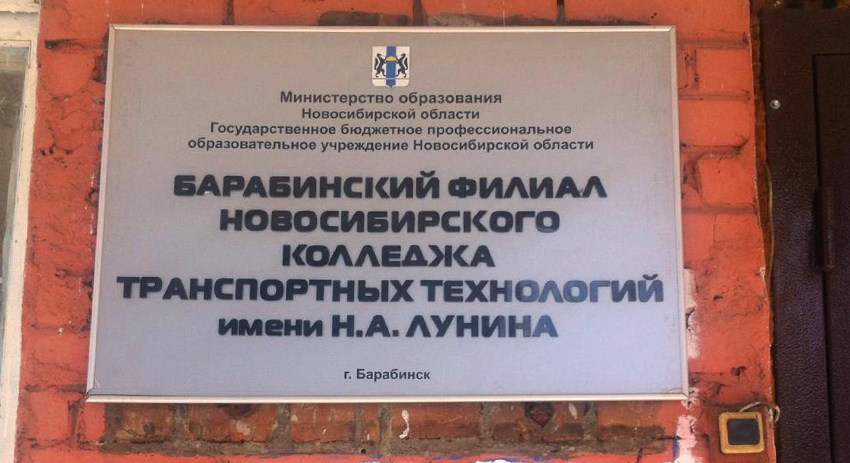 Министерство образования
Новосибирской области
Государственное бюджетное профессиональное
образовательное учреждение Новосибирской области
БАРАБИНСКИЙ ФИЛИАЛ
НОВОСИБИРСКОГО
КОЛЛЕДЖА
ТРАНСПОРТНЫХ ТЕХНОЛОГИЙ
имени Н.А. ЛУНИНА
г. Барабинск